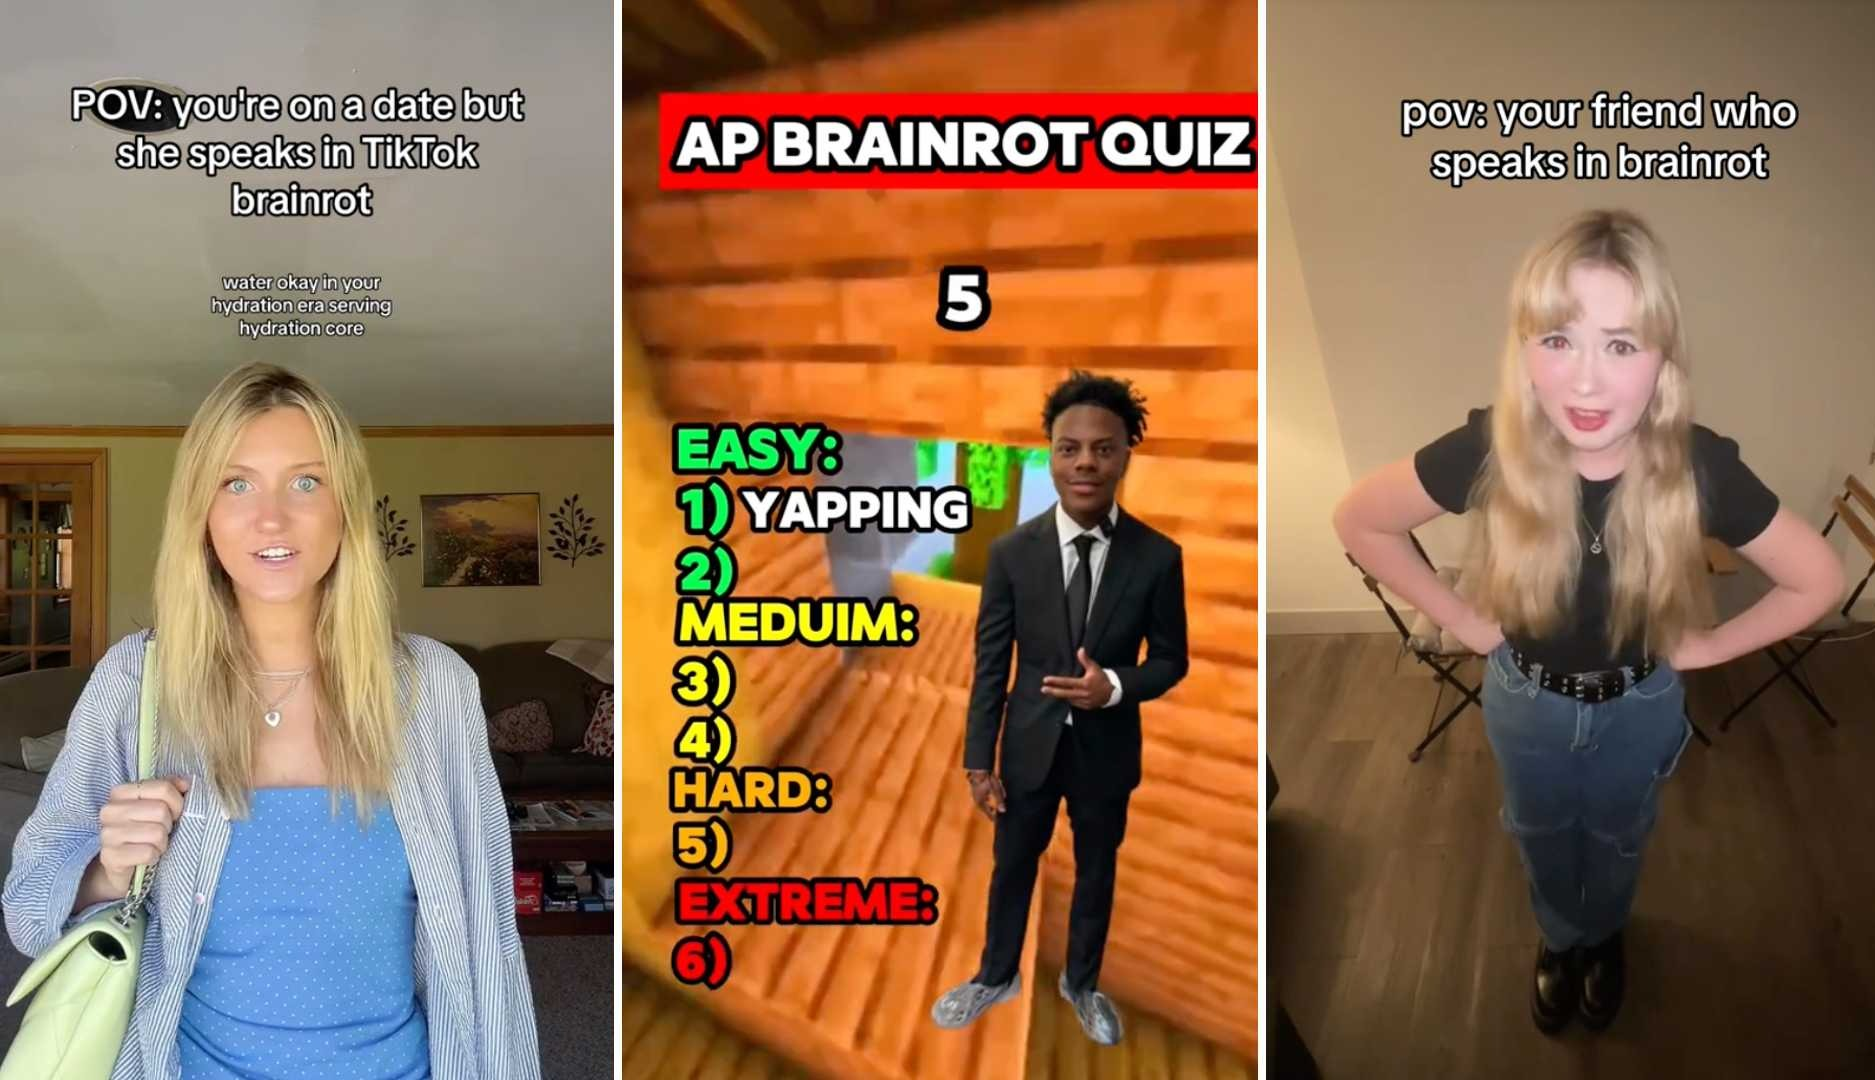 POV: you're on a date but
she speaks in TikTok
brainrot
water okay in your
hydration era serving
hydration core
AP BRAINROT QUIZ
5
EASY:
1) YAPPING
2)
MEDUIM:
3)
4)
HARD:
5)
EXTREME:
6)
pov: your friend who
speaks in brainrot